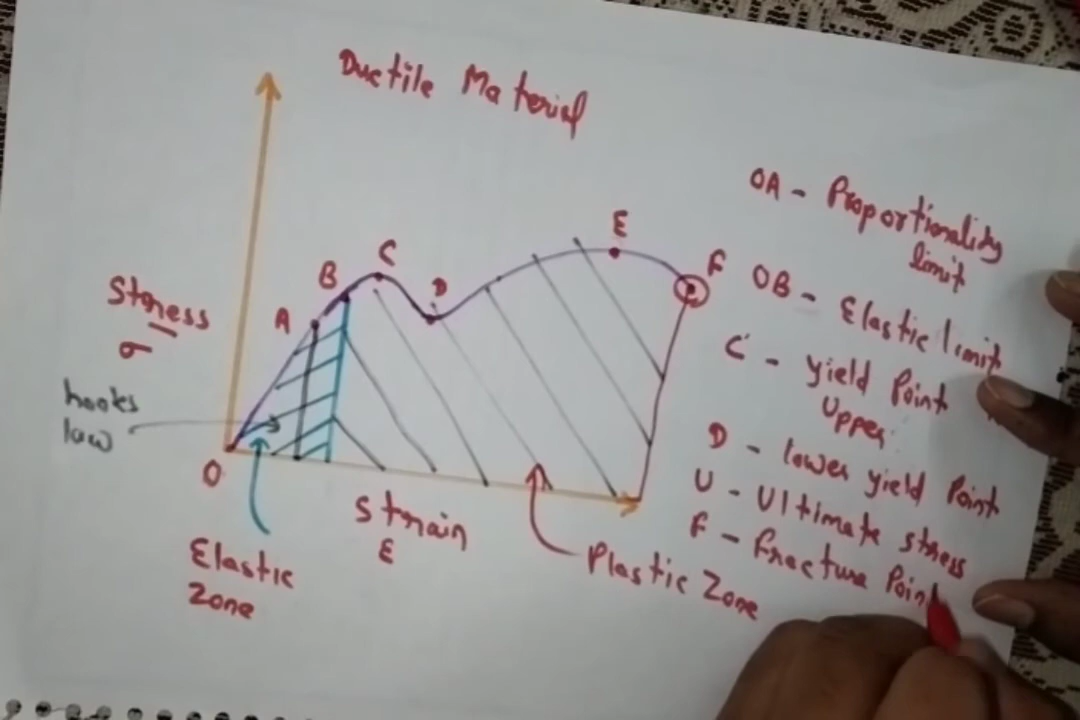 Ductile Material
E
C
F
B
D
A
Stress
σ
hooks
law
O
Strain
ε
Elastic
Zone
Plastic Zone
OA - Proportionality
limit
OB - Elastic limit
C - yield Point
Upper
D - lower yield Point
U - Ultimate stress
F - Fracture Point